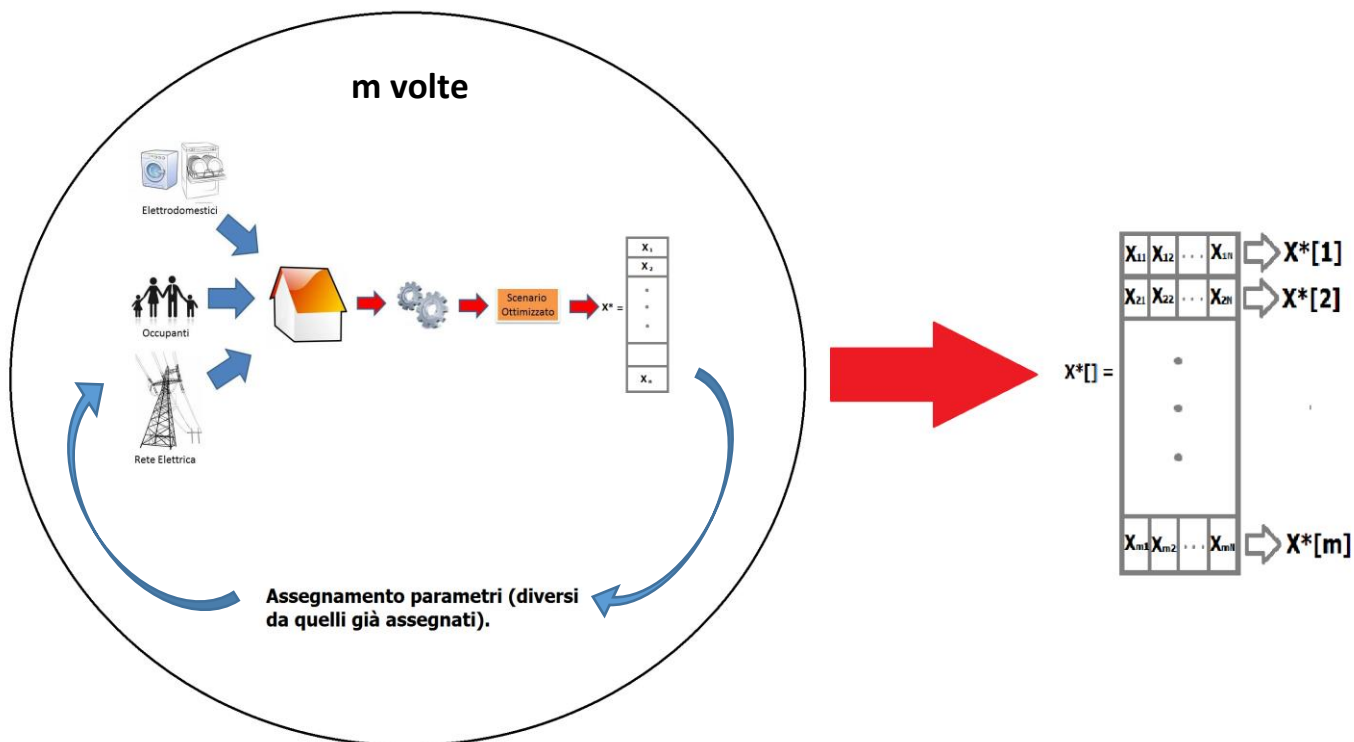 m volte
Elettrodomestici
Occupanti
Rete Elettrica
Scenario
Ottimizzato
X* =
X₁
X₂
Xₙ
Assegnamento parametri (diversi
da quelli già assegnati).
X*[] =
X₁₁ X₁₂ ... X₁N X*[1]
X₂₁ X₂₂ ... X₂N X*[2]
Xm1 Xm2 ... XmN X*[m]